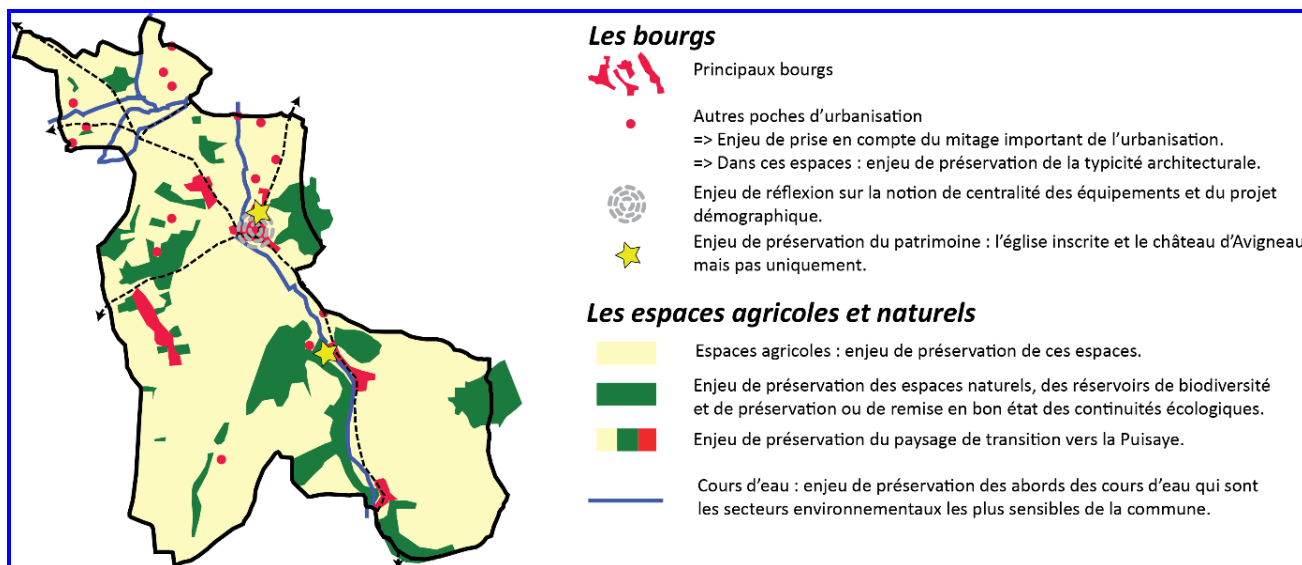 Les bourgs
Principaux bourgs
Autres poches d’urbanisation
=> Enjeu de prise en compte du mitage important de l’urbanisation.
=> Dans ces espaces : enjeu de préservation de la typicité architecturale.
Enjeu de réflexion sur la notion de centralité des équipements et du projet
démographique.
Enjeu de préservation du patrimoine : l’église inscrite et le château d’Avigneau
mais pas uniquement.
Les espaces agricoles et naturels
Espaces agricoles : enjeu de préservation de ces espaces.
Enjeu de préservation des espaces naturels, des réservoirs de biodiversité
et de préservation ou de remise en bon état des continuités écologiques.
Enjeu de préservation du paysage de transition vers la Puisaye.
Cours d’eau : enjeu de préservation des abords des cours d’eau qui sont
les secteurs environnementaux les plus sensibles de la commune.